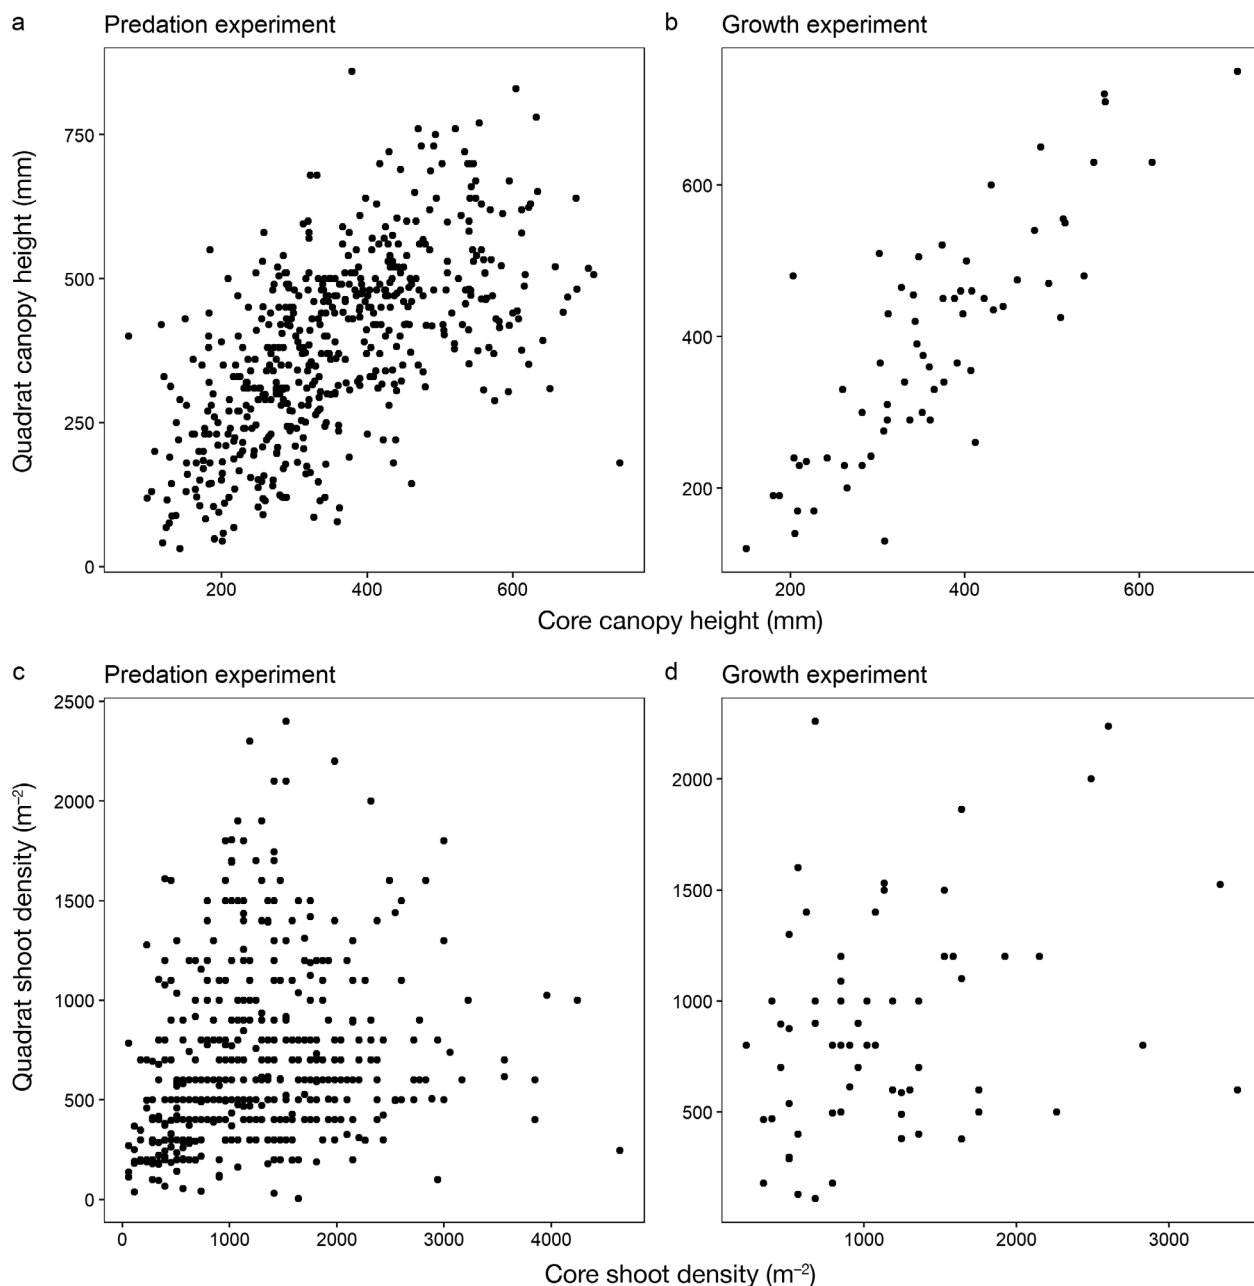 a Predation experiment
b Growth experiment
Quadrat canopy height (mm)
750
500
250
0
200 400 600
600
400
200
200 400 600
Core canopy height (mm)
c Predation experiment
d Growth experiment
Quadrat shoot density (m⁻²)
2500
2000
1500
1000
500
0
0 1000 2000 3000 4000
2000
1500
1000
500
1000 2000 3000
Core shoot density (m⁻²)